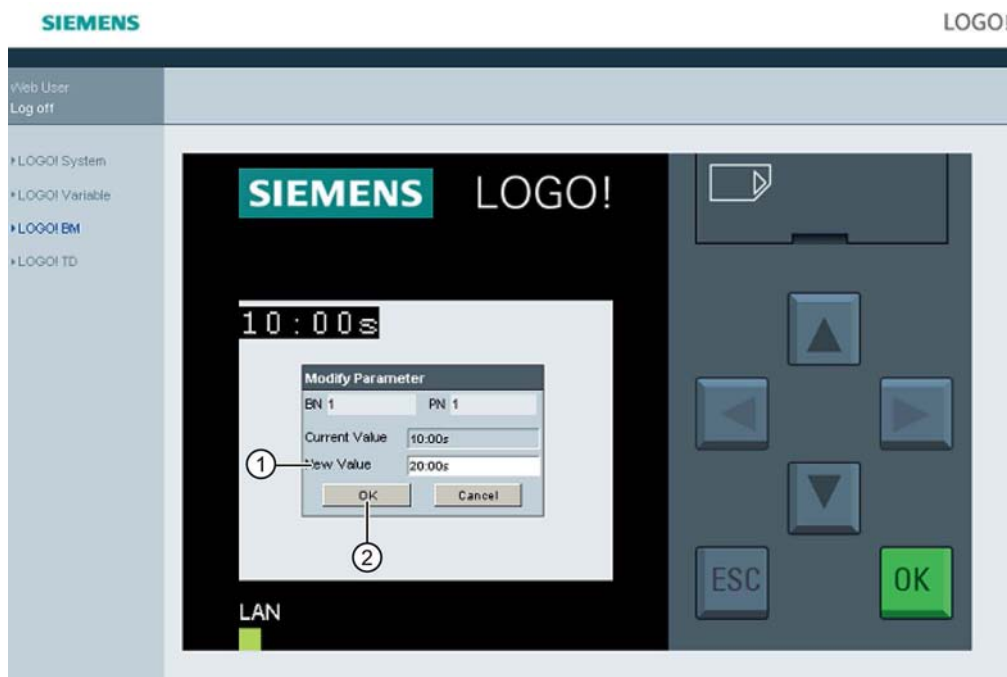 SIEMENS
LOGO!
Web User
Log off
LOGO! System
LOGO! Variable
LOGO! BM
LOGO! TD
SIEMENS LOGO!
10:00s
Modify Parameter
BN 1 PN 1
Current Value 10:00s
1 New Value 20:00s
OK Cancel
2
ESC OK
LAN